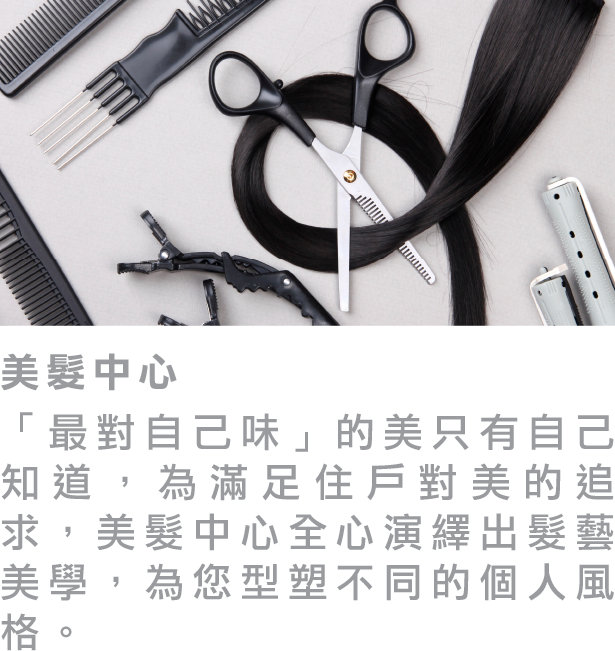 美髮中心
「最對自己味」的美只有自己
知道，為滿足住戶對美的追
求，美髮中心全心演繹出髮藝
美學，為您型塑不同的個人風
格。